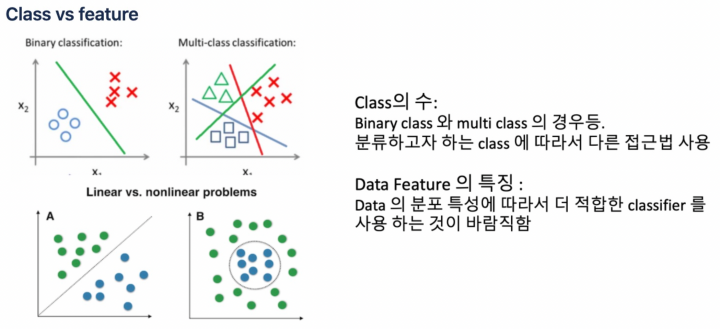 Class vs feature
Binary classification:
Multi-class classification:
x2
x2
X.
X.
Linear vs. nonlinear problems
A
B
Class의 수:
Binary class 와 multi class 의 경우등.
분류하고자 하는 class 에 따라서 다른 접근법 사용
Data Feature 의 특징 :
Data 의 분포 특성에 따라서 더 적합한 classifier 를
사용 하는 것이 바람직함